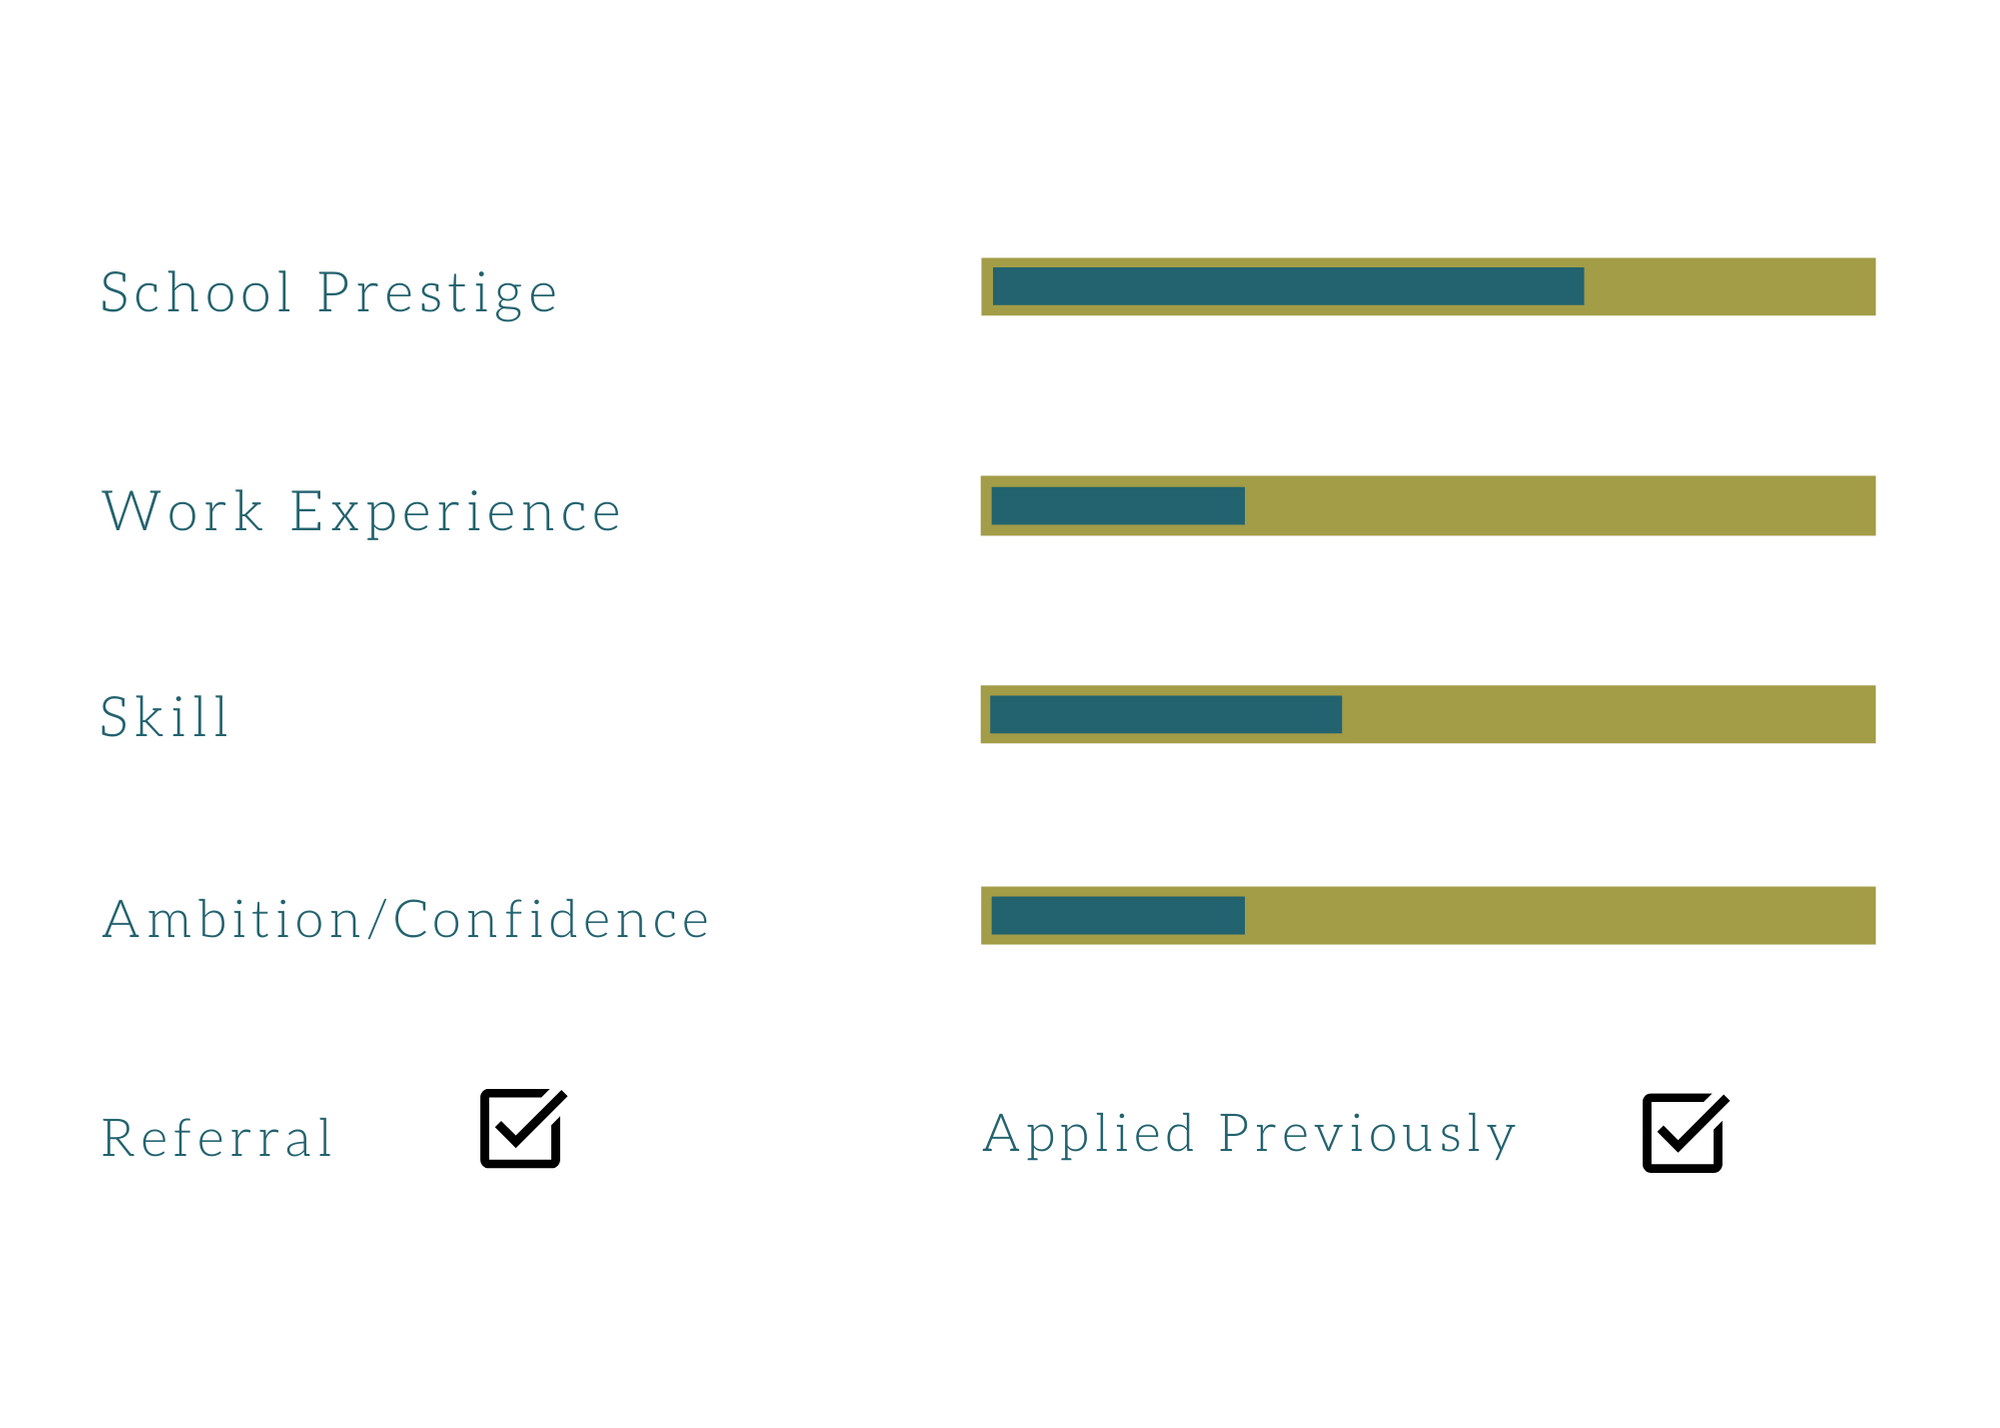 School Prestige
Work Experience
Skill
Ambition/Confidence
Referral
Applied Previously